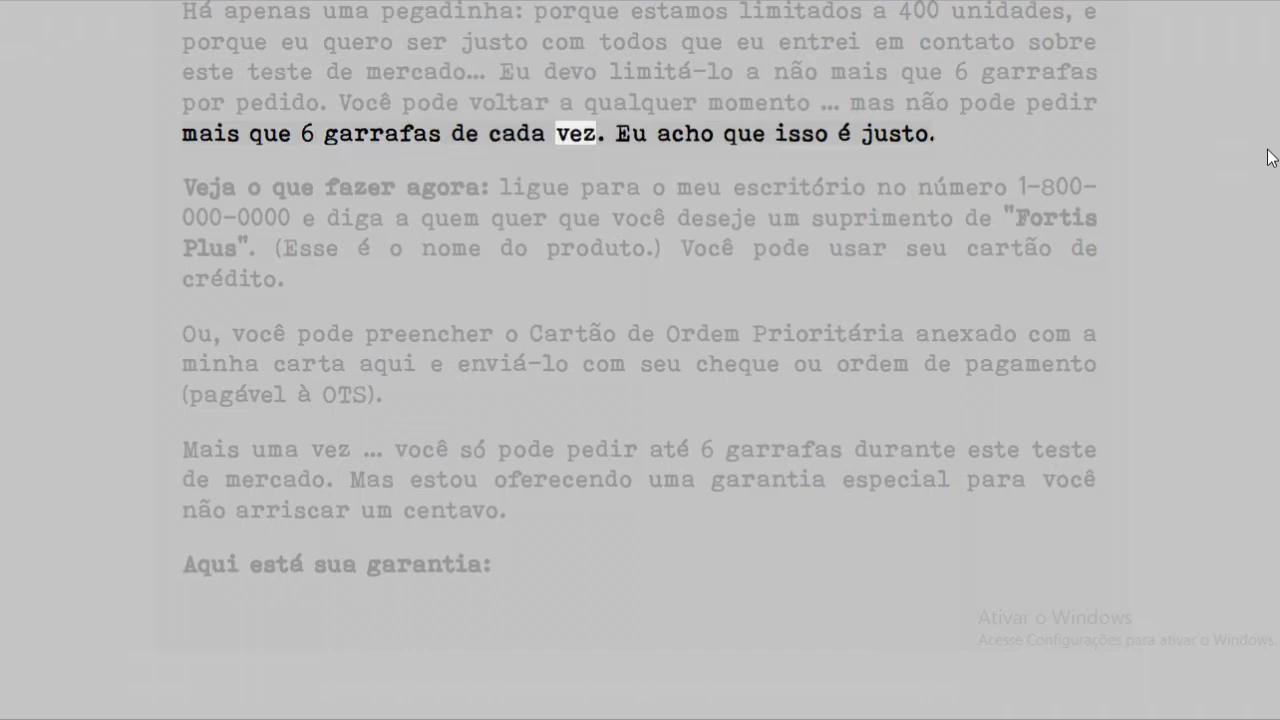 Há apenas uma pegadinha: porque estamos limitados a 400 unidades, e
porque eu quero ser justo com todos que eu entrei em contato sobre
este teste de mercado... Eu devo limitá-lo a não mais que 6 garrafas
por pedido. Você pode voltar a qualquer momento ... mas não pode pedir
mais que 6 garrafas de cada vez. Eu acho que isso é justo.
Veja o que fazer agora: ligue para o meu escritório no número 1-800-
000-0000 e diga a quem quer que você deseje um suprimento de "Fortis
Plus". (Esse é o nome do produto.) Você pode usar seu cartão de
crédito.
Ou, você pode preencher o Cartão de Ordem Prioritária anexado com a
minha carta aqui e enviá-lo com seu cheque ou ordem de pagamento
(pagável à OTS).
Mais uma vez ... você só pode pedir até 6 garrafas durante este teste
de mercado. Mas estou oferecendo uma garantia especial para você
não arriscar um centavo.
Aqui está sua garantia:
Ativar o Windows
Acesse Configurações para ativar o Windows.